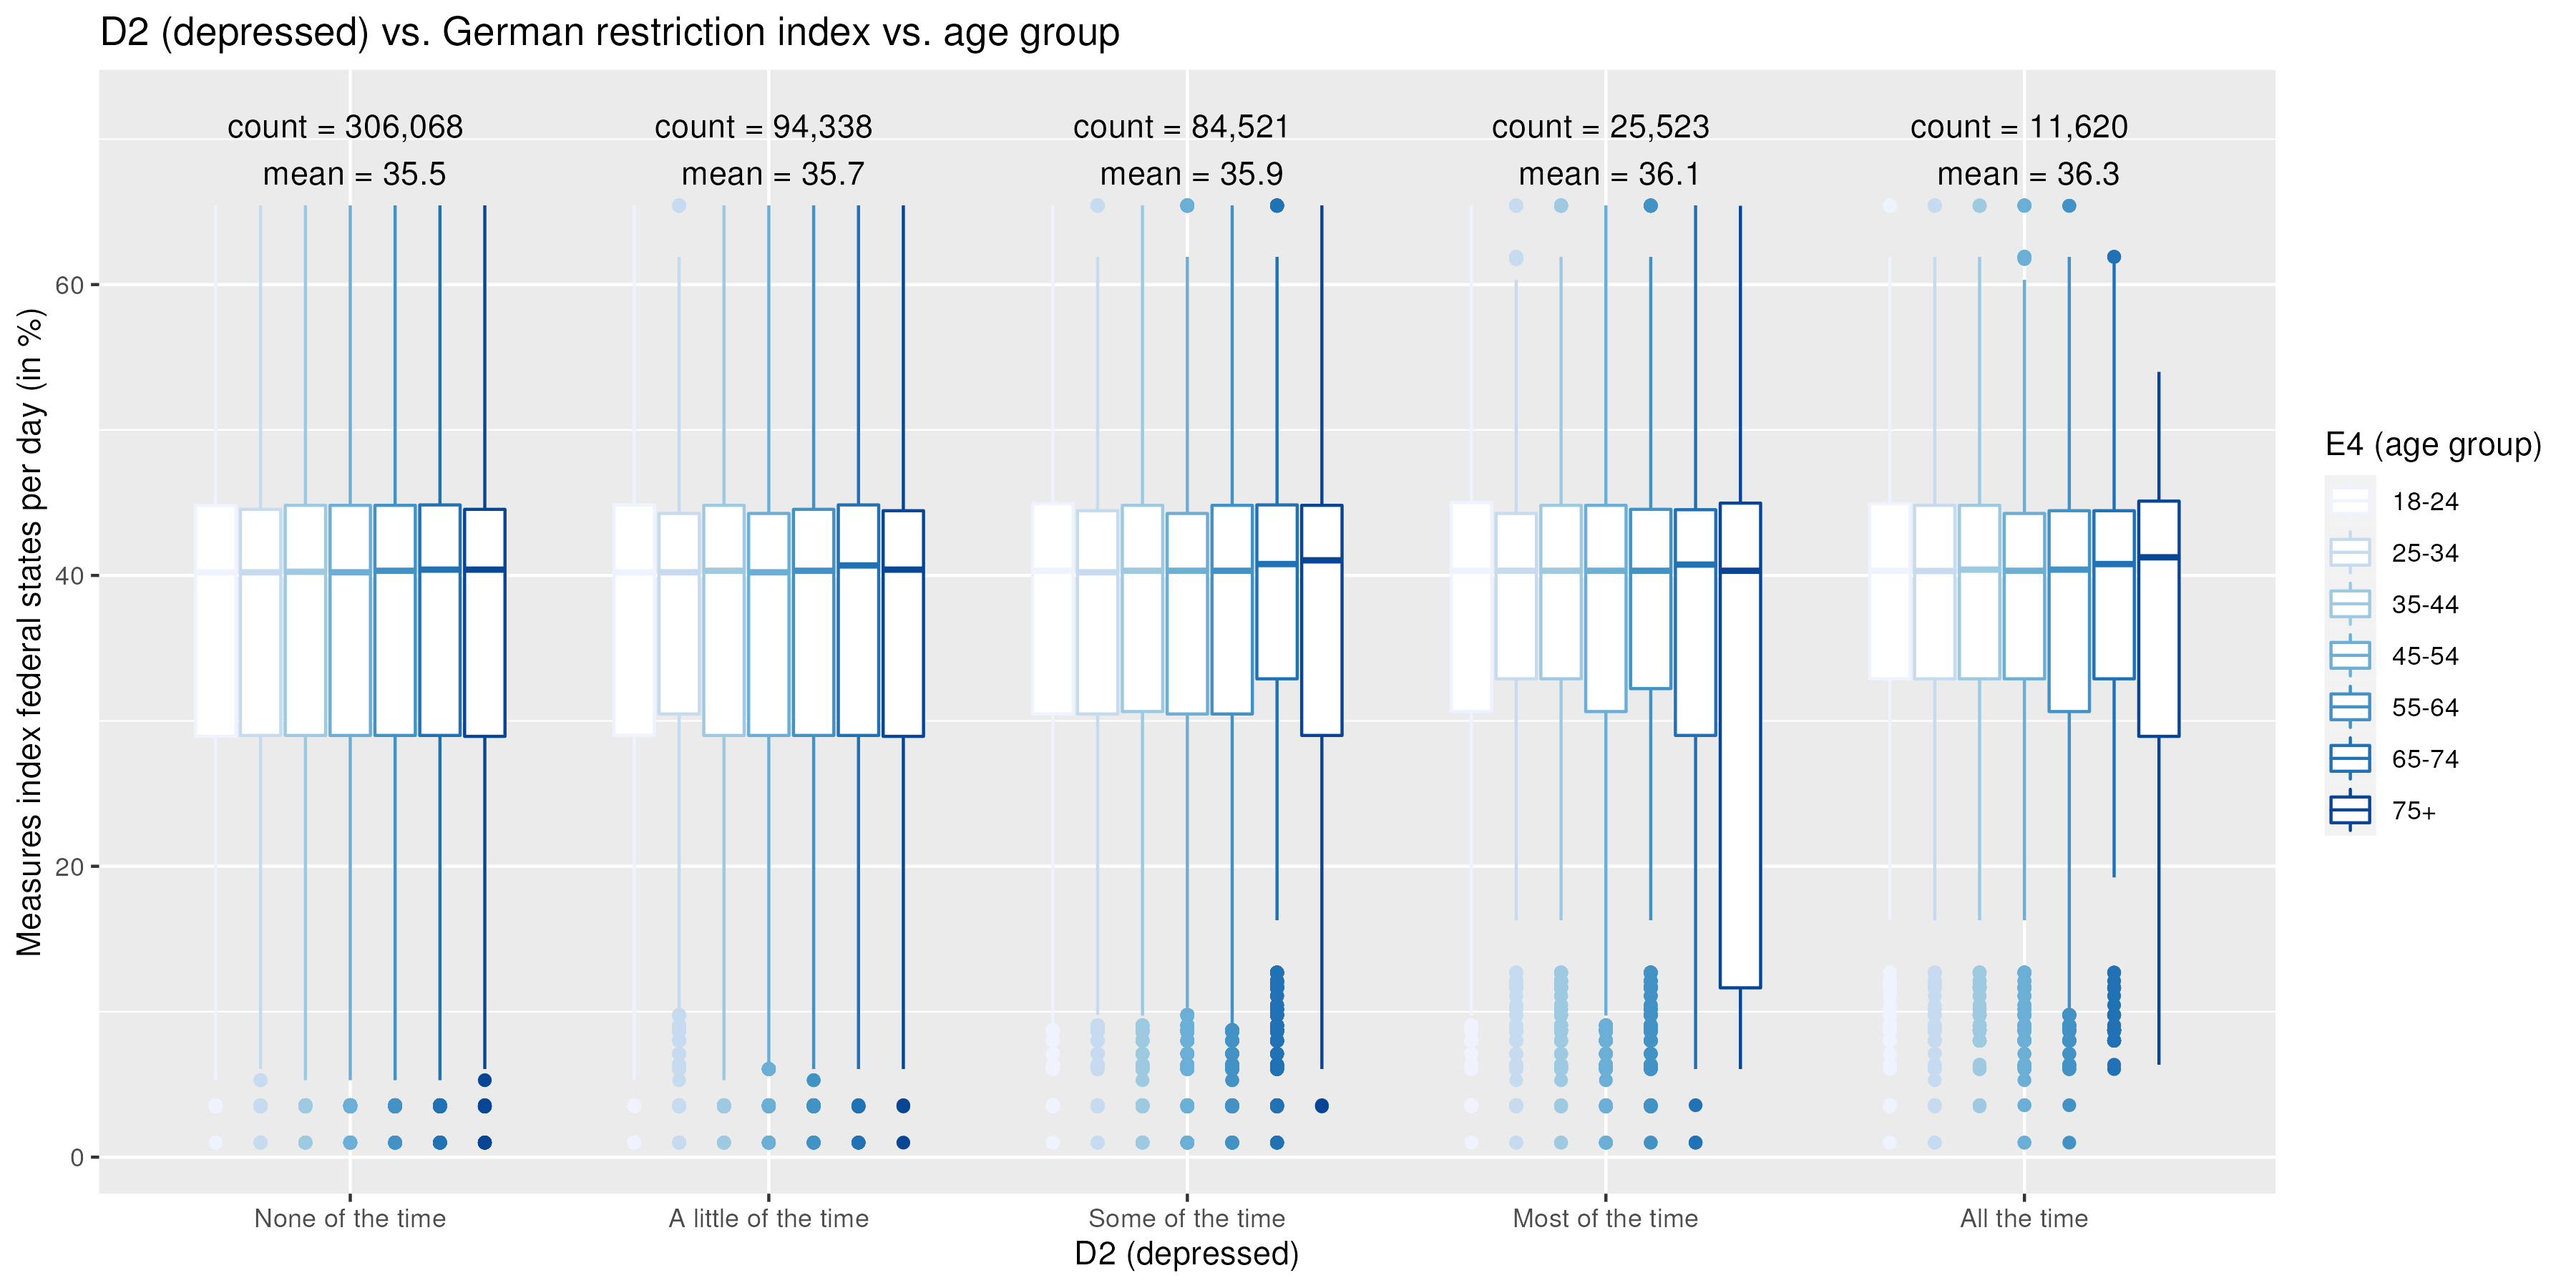 D2 (depressed) vs. German restriction index vs. age group
count = 306,068
mean = 35.5
count = 94,338
mean = 35.7
count = 84,521
mean = 35.9
count = 25,523
mean = 36.1
count = 11,620
mean = 36.3
Measures index federal states per day (in %)
60
40
20
0
None of the time
A little of the time
Some of the time
Most of the time
All the time
D2 (depressed)
E4 (age group)
18-24
25-34
35-44
45-54
55-64
65-74
75+